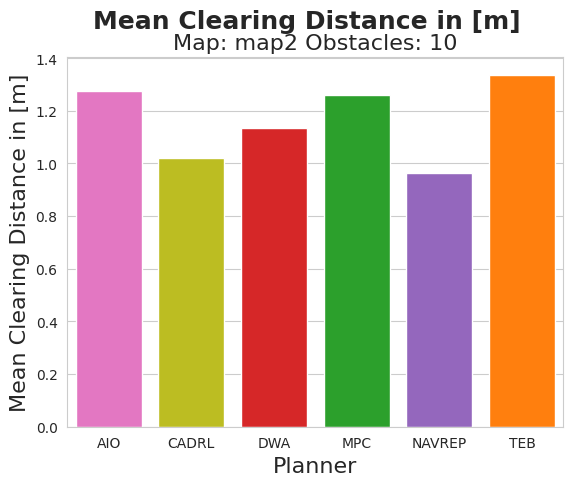 Mean Clearing Distance in [m]
Map: map2 Obstacles: 10
Mean Clearing Distance in [m]
1.4
1.2
1.0
0.8
0.6
0.4
0.2
0.0
AIO CADRL DWA MPC NAVREP TEB
Planner